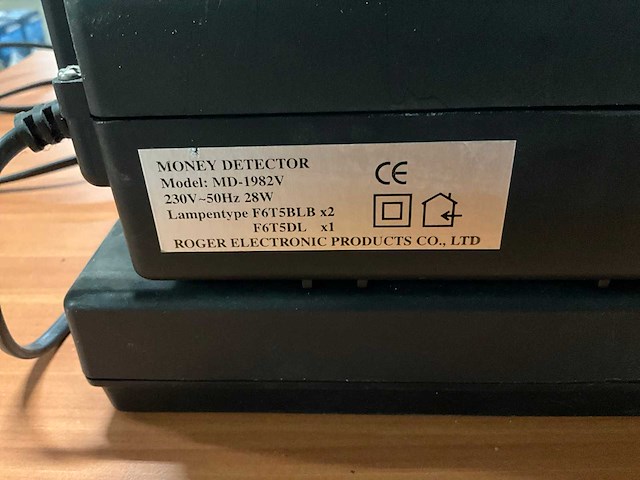 MONEY DETECTOR
Model: MD-1982V
230V~50Hz 28W
Lampentype F6T5BLB x2
F6T5DL x1
ROGER ELECTRONIC PRODUCTS CO., LTD
CE